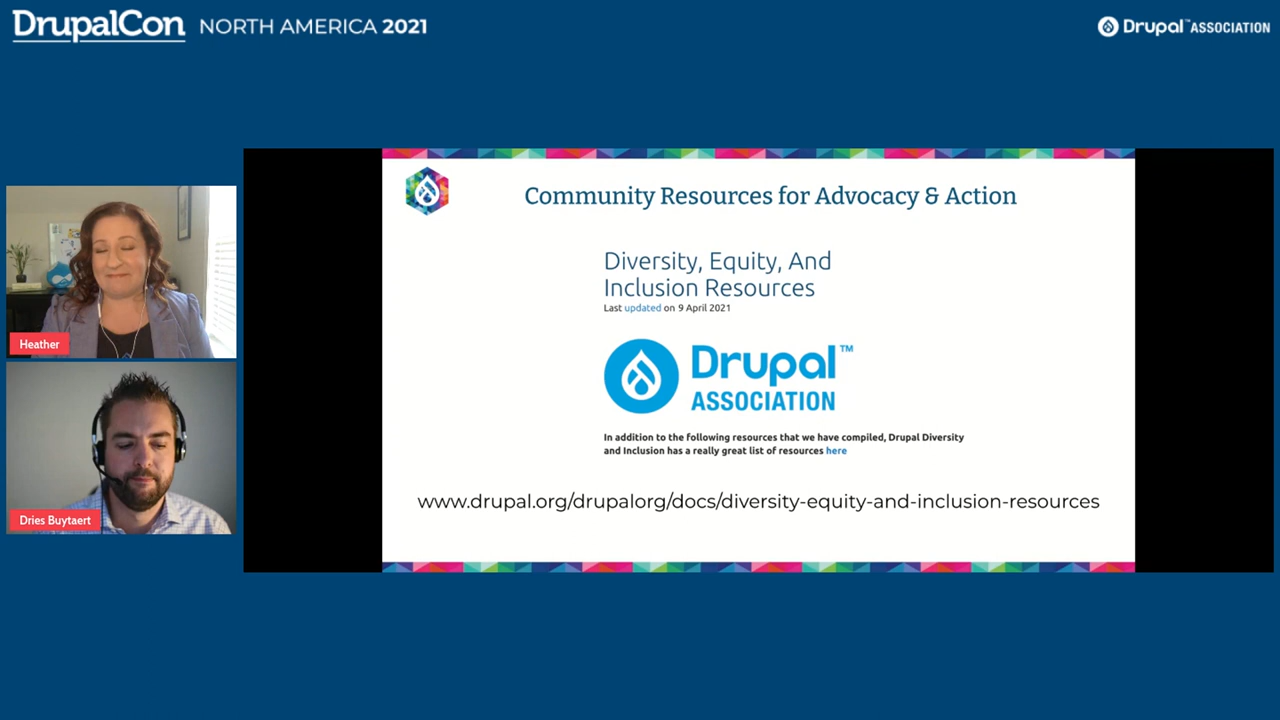 DrupalCon NORTH AMERICA 2021
Drupal™ ASSOCIATION
Community Resources for Advocacy & Action
Diversity, Equity, And
Inclusion Resources
Last updated on 9 April 2021
Drupal™
ASSOCIATION
In addition to the following resources that we have compiled, Drupal Diversity
and Inclusion has a really great list of resources here
www.drupal.org/drupalorg/docs/diversity-equity-and-inclusion-resources
Heather
Dries Buytaert